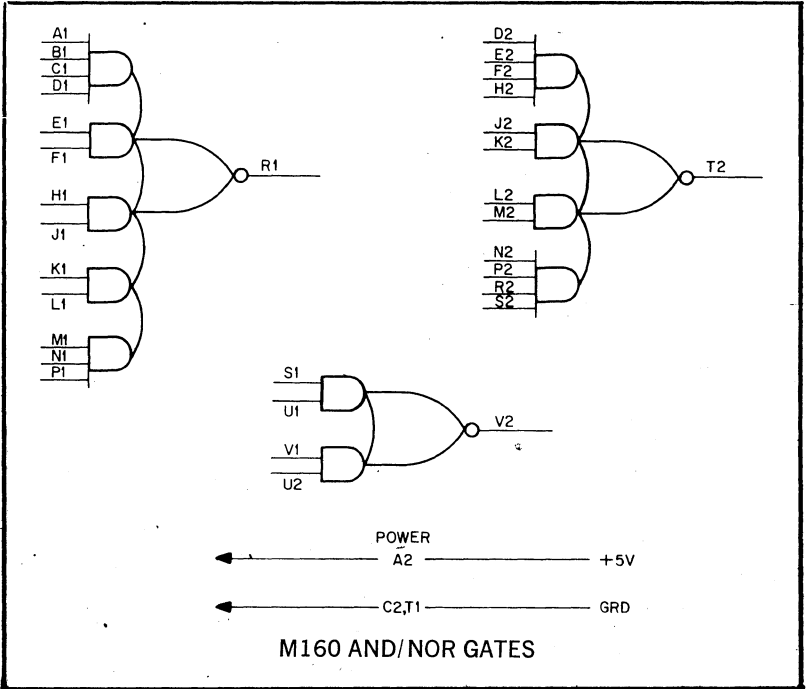 A1
B1
C1
D1
E1
F1
H1
J1
K1
L1
M1
N1
P1
R1
D2
E2
F2
H2
J2
K2
L2
M2
N2
P2
R2
S2
T2
S1
U1
V1
U2
V2
POWER
A2 +5V
C2,T1 GRD
M160 AND/NOR GATES